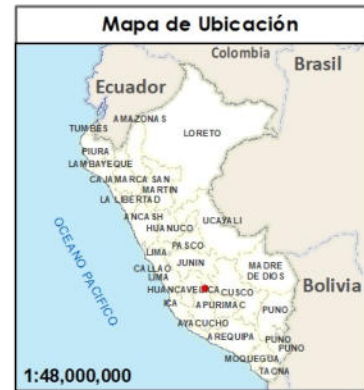 Mapa de Ubicación
Colombia
Brasil
Ecuador
AMAZONAS
TUMBES
LORETO
PIURA
LAMBAYEQUE
CAJAMARCA SAN
MARTIN
LA LIBERTAD
ANCASH
UCAYALI
HUANUCO
PASCO
LIMA
JUNIN
MADRE
DE DIOS
CALLAO
LIMA
HUANCAVELICA CUSCO
Bolivia
ICA
APURIMAC
PUNO
AYACUCHO
AREQUIPA
PUNO
PUNO
MOQUEGUA
TACNA
OCEANO PACIFICO
1:48,000,000